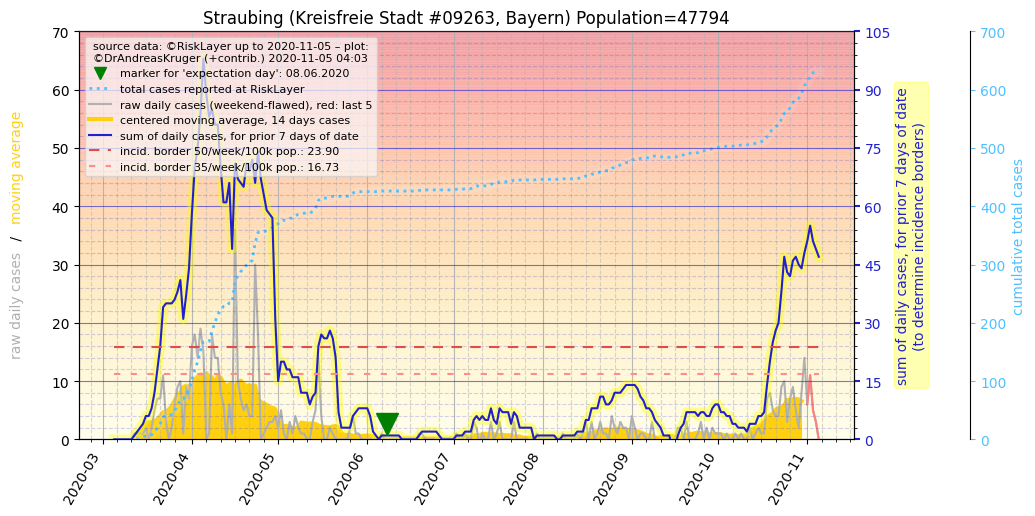 Straubing (Kreisfreie Stadt #09263, Bayern) Population=47794
source data: ©RiskLayer up to 2020-11-05 – plot:
©DrAndreasKruger (+contrib.) 2020-11-05 04:03
marker for 'expectation day': 08.06.2020
total cases reported at RiskLayer
raw daily cases (weekend-flawed), red: last 5
centered moving average, 14 days cases
sum of daily cases, for prior 7 days of date
incid. border 50/week/100k pop.: 23.90
incid. border 35/week/100k pop.: 16.73
raw daily cases / moving average
70
60
50
40
30
20
10
0
105
90
75
60
45
30
15
0
sum of daily cases, for prior 7 days of date
(to determine incidence borders)
700
600
500
400
300
200
100
0
cumulative total cases
2020-03
2020-04
2020-05
2020-06
2020-07
2020-08
2020-09
2020-10
2020-11